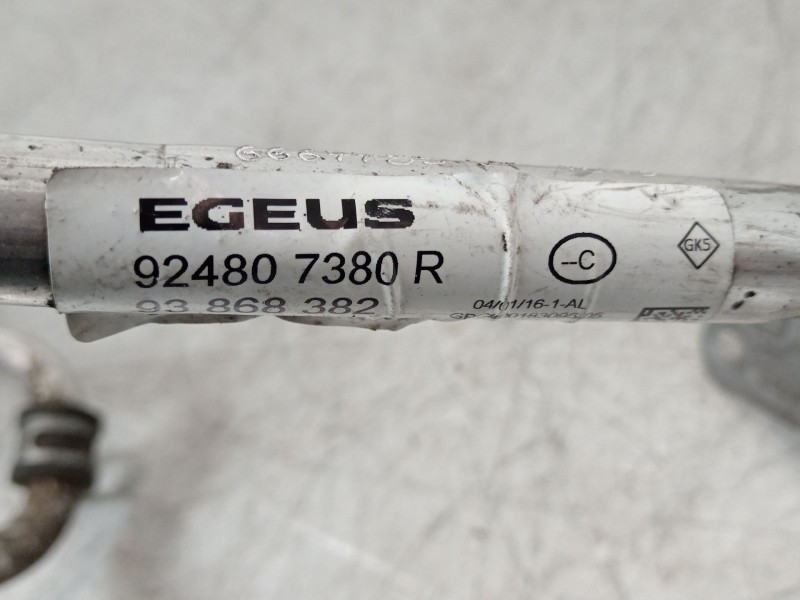 EGEUS
92480 7380 R
93 868 382
--C
GK5
04/01/16-1-AL